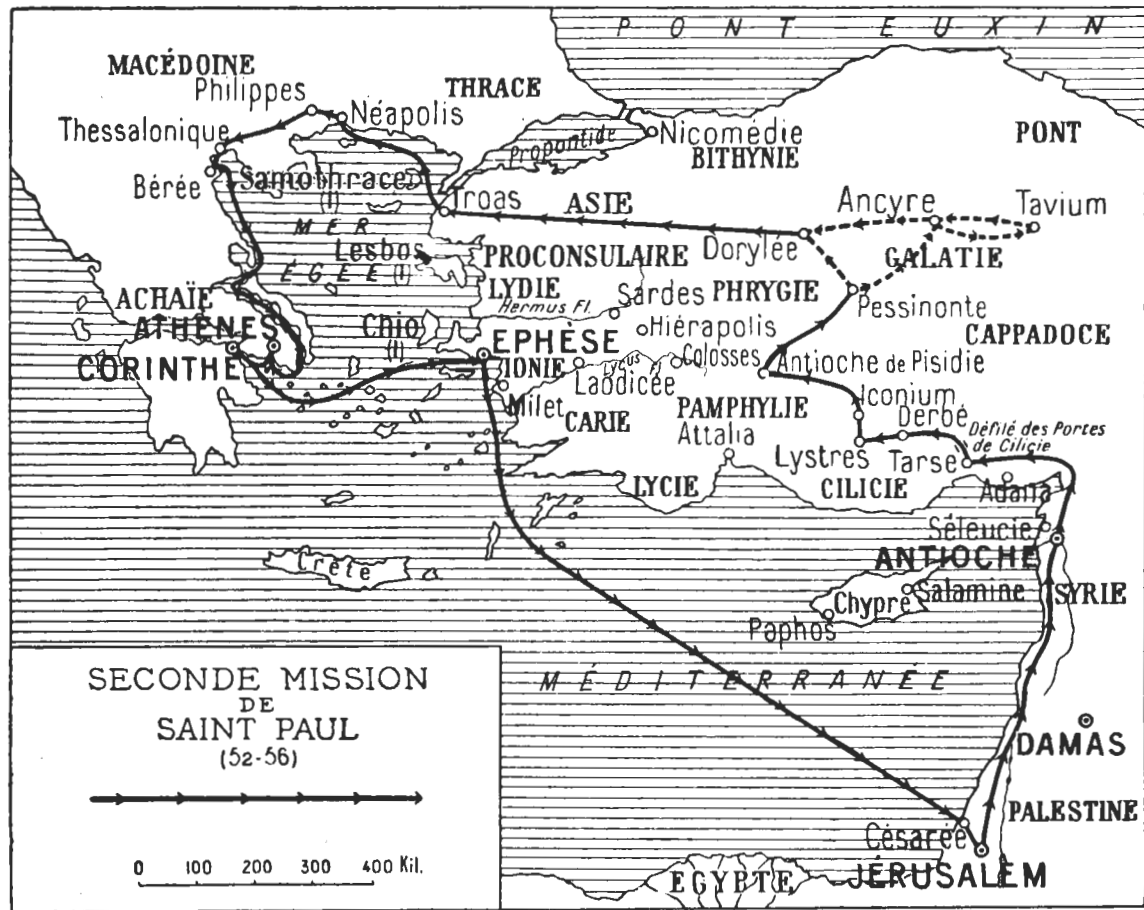 PONT EUXIN
MACÉDOINE
Philippes
THRACE
Néapolis
Thessalonique
Propontide
Nicomédie
BITHYNIE
PONT
Bérée
Samothrace
(I)
Troas
ASIE
Ancyre
Tavium
MER
ÉGÉE
Lesbos
(I)
PROCONSULAIRE
Dorylée
GALATIE
LYDIE
Hermus Fl.
Sardes
PHRYGIE
Pessinonte
ACHAÏE
ATHÈNES
Chio
(I)
Hiérapolis
CAPPADOCE
CORINTHE
EPHÈSE
IONIE
Lycus Fl.
Colosses
Laodicée
Antioche de Pisidie
Milet
CARIE
PAMPHYLIE
Attalia
Iconium
Derbé
Défilé des Portes
de Cilicie
Lystres
Tarse
LYCIE
CILICIE
Adana
Séleucie
ANTIOCHE
Crète
Chypre
Salamine
SYRIE
Paphos
MÉDITERRANÉE
SECONDE MISSION
DE
SAINT PAUL
(52-56)
0 100 200 300 400 Kil.
DAMAS
PALESTINE
Césarée
JÉRUSALEM
EGYPTE